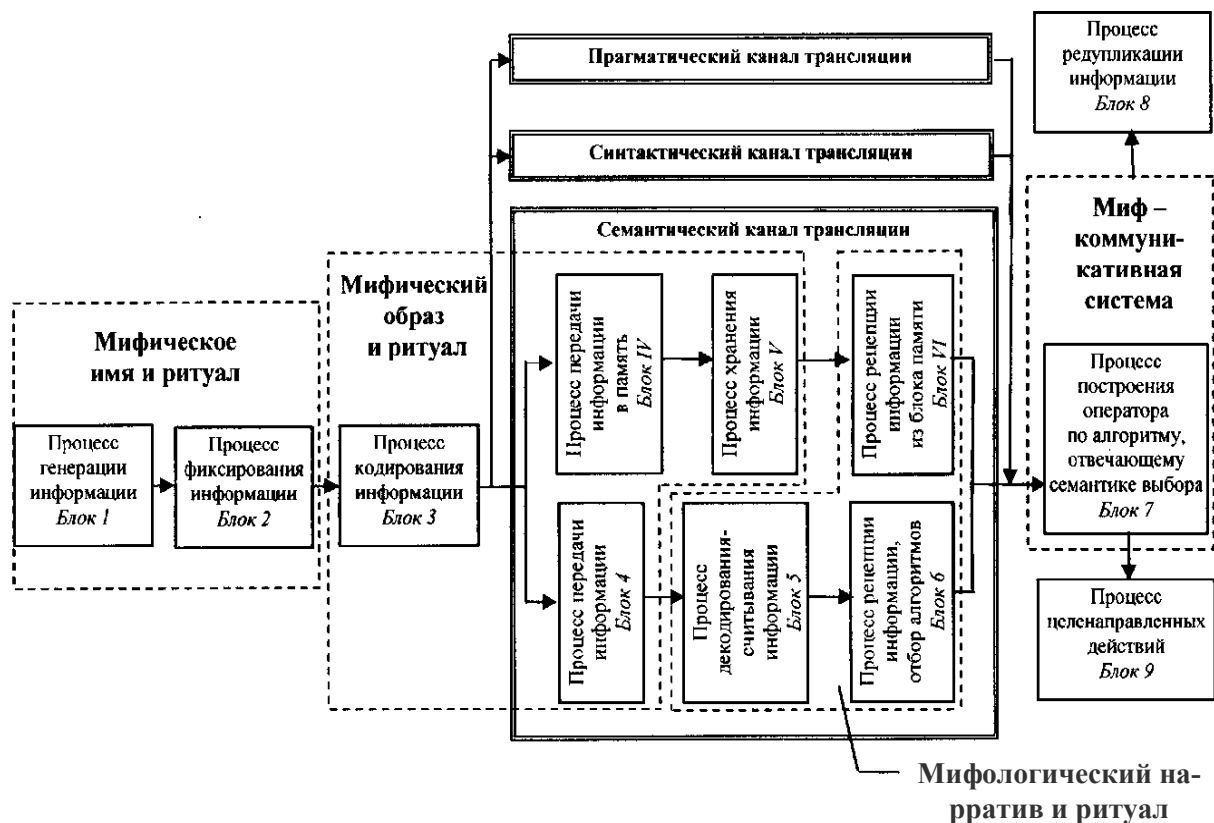 Прагматический канал трансляции
Процесс
редупликации
информации
Блок 8
Синтактический канал трансляции
Семантический канал трансляции
Миф –
коммуни-
кативная
система
Мифический
образ
и ритуал
Мифическое
имя и ритуал
Процесс передачи
информации
в память
Блок IV
Процесс хранения
информации
Блок V
Процесс рецепции
информации
из блока памяти
Блок VI
Процесс
построения
оператора
по алгоритму,
отвечающему
семантике выбора
Блок 7
Процесс
генерации
информации
Блок 1
Процесс
фиксирования
информации
Блок 2
Процесс
кодирования
информации
Блок 3
Процесс передачи
информации
Блок 4
Процесс
декодирования-
считывания
информации
Блок 5
Процесс рецепции
информации,
отбор алгоритмов
Блок 6
Процесс
целенаправленных
действий
Блок 9
Мифологический на-
рратив и ритуал